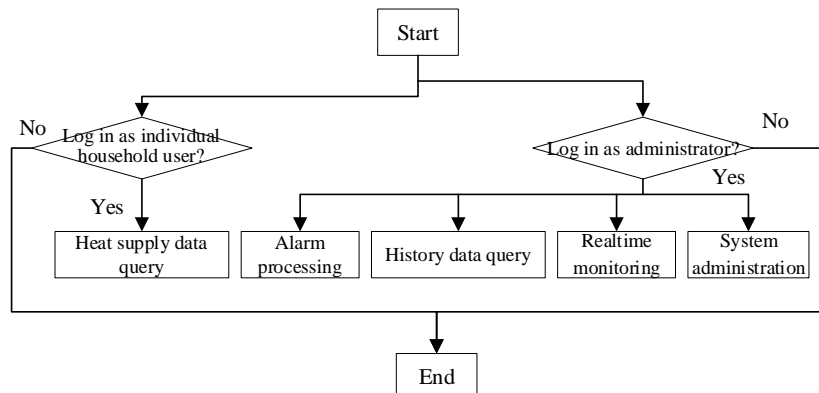 Start
No
Log in as individual
household user?
Log in as administrator?
No
Yes
Yes
Heat supply data
query
Alarm
processing
History data query
Realtime
monitoring
System
administration
End